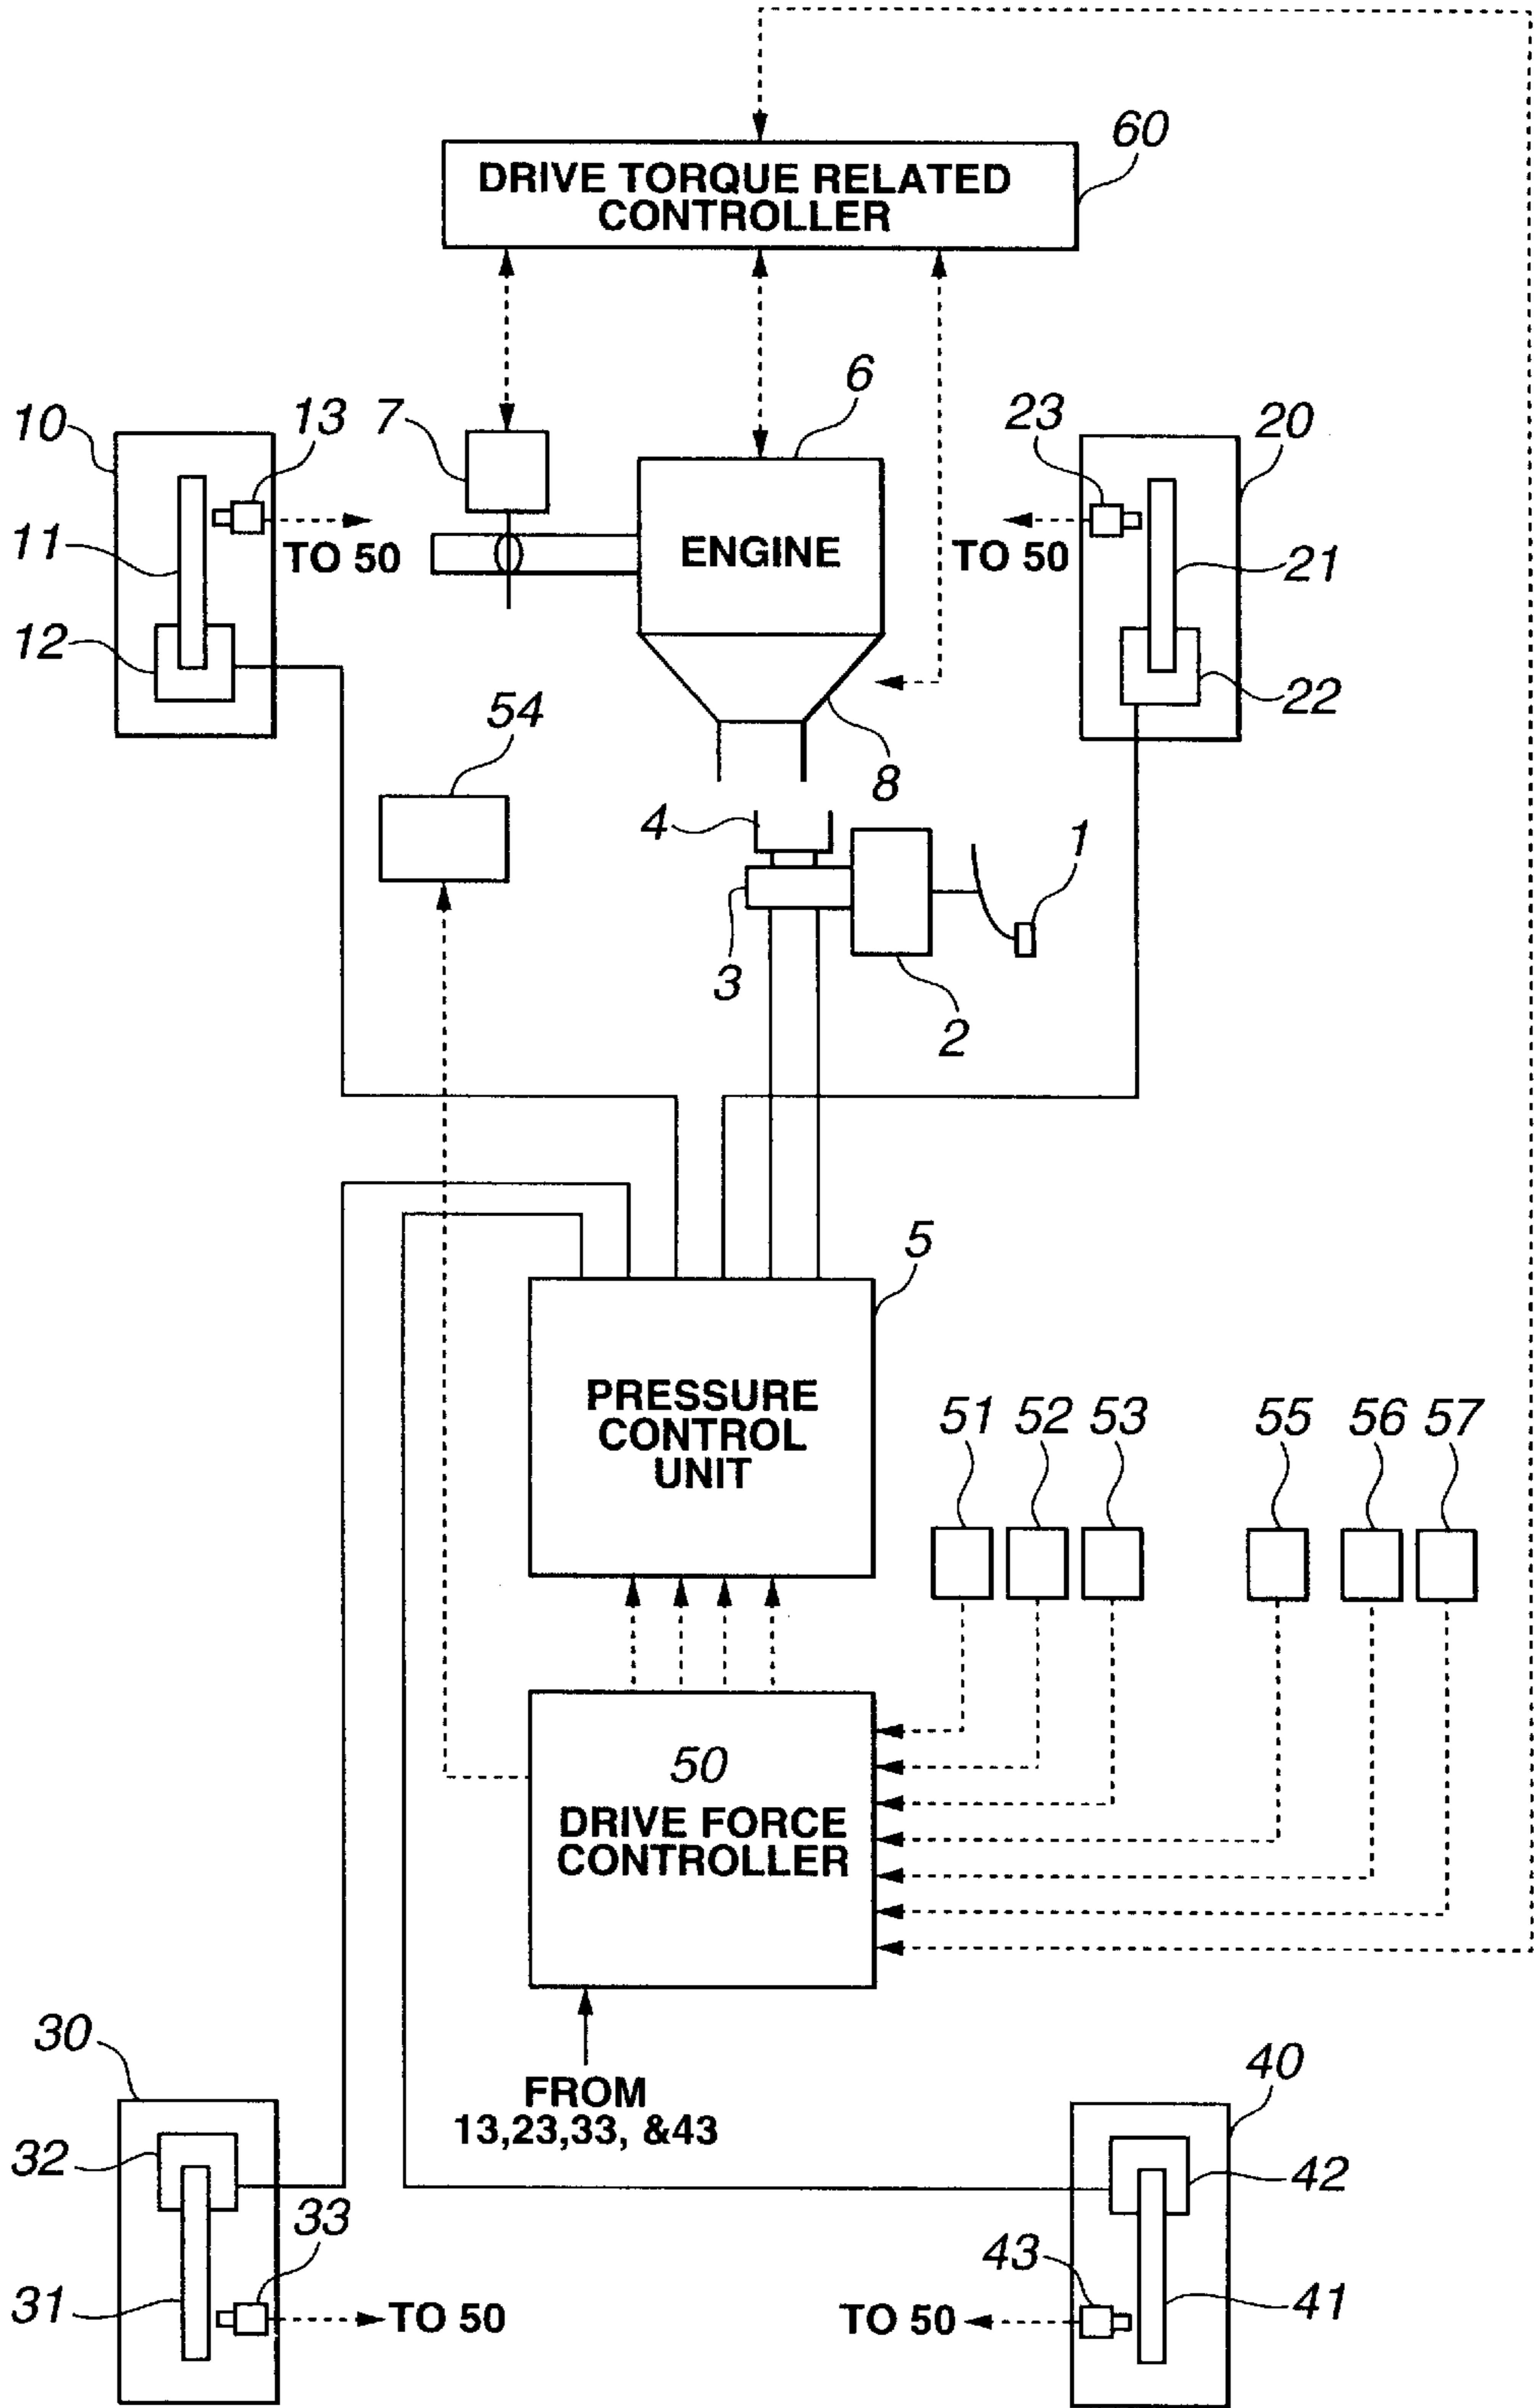 60
DRIVE TORQUE RELATED
CONTROLLER
6
10
13
7
23
20
11
TO 50
ENGINE
TO 50
21
12
22
54
8
4
1
3
2
5
PRESSURE
CONTROL
UNIT
51
52
53
55
56
57
50
DRIVE FORCE
CONTROLLER
30
FROM
13,23,33, &43
40
32
42
33
43
31
TO 50
TO 50
41